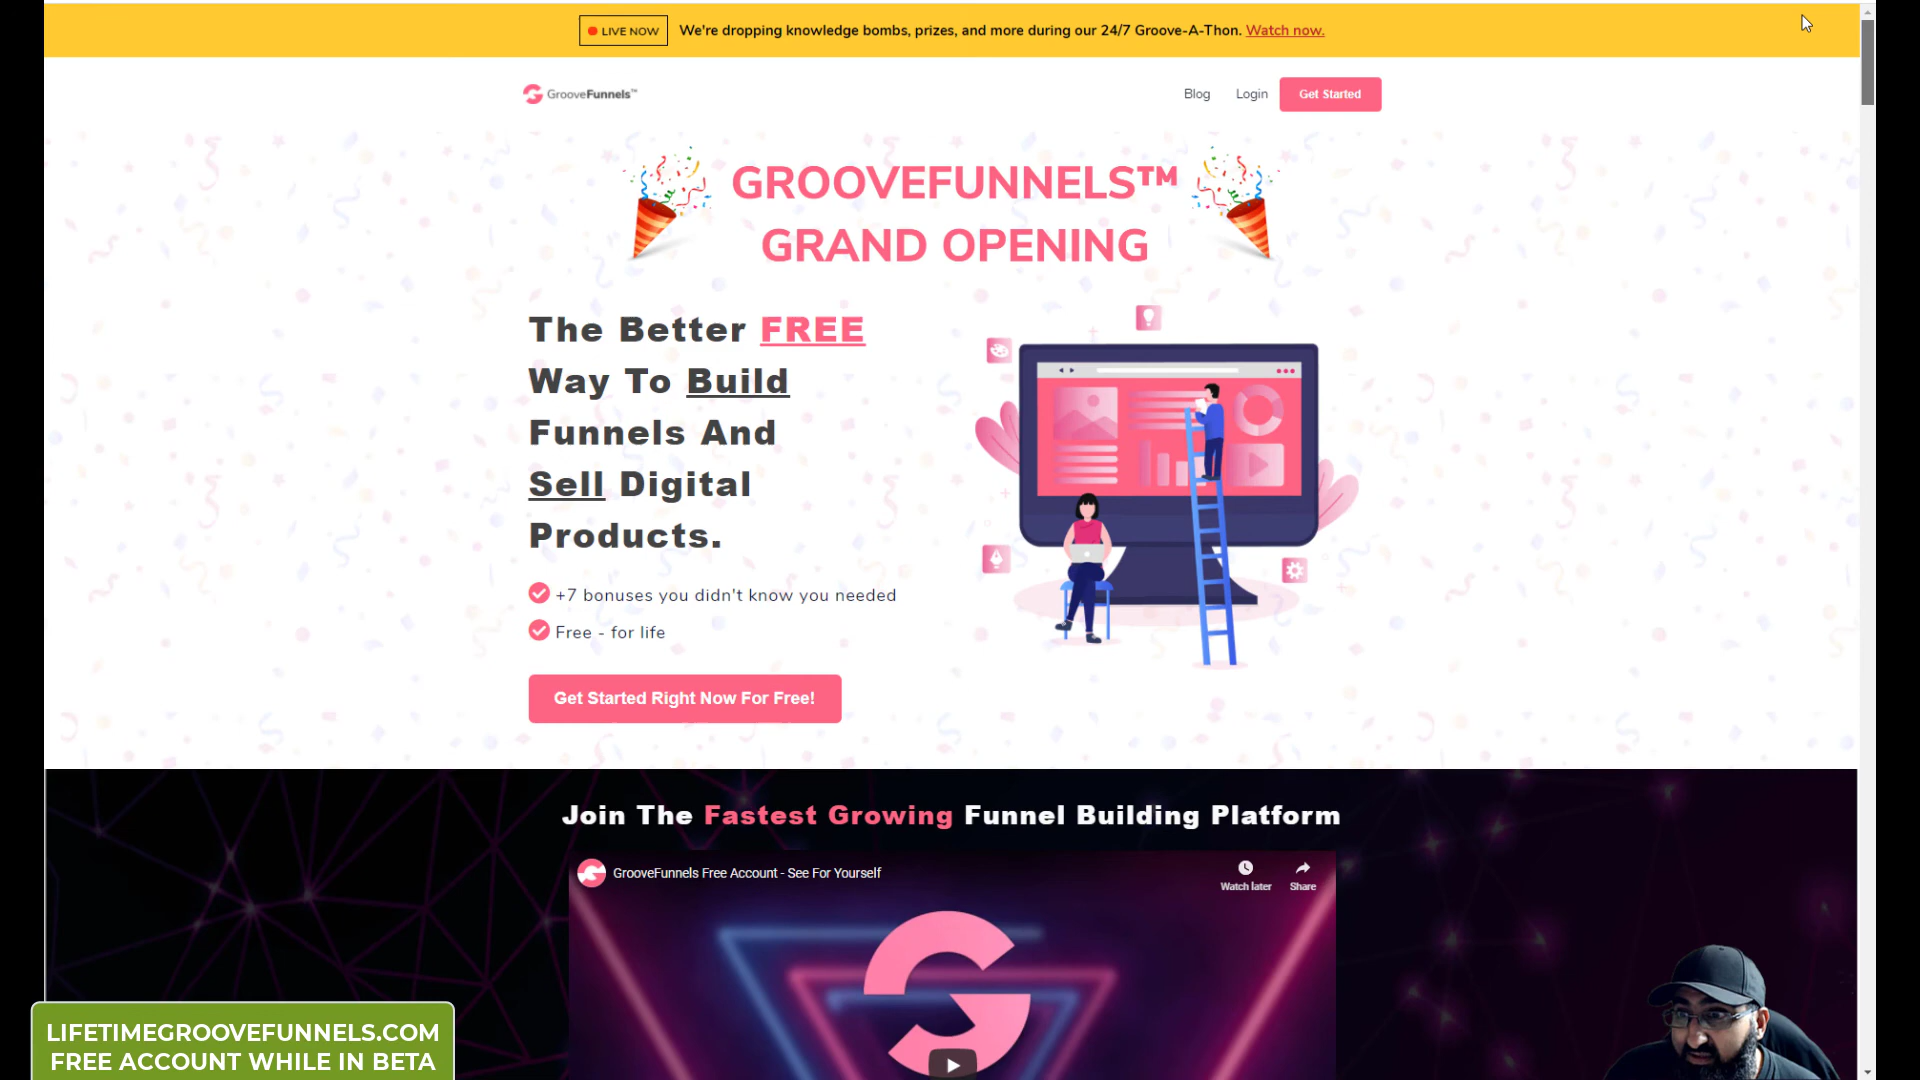 LIVE NOW We're dropping knowledge bombs, prizes, and more during our 24/7 Groove-A-Thon. Watch now.
GrooveFunnels™ Blog Login Get Started
GROOVEFUNNELS™
GRAND OPENING
The Better FREE
Way To Build
Funnels And
Sell Digital
Products.
+7 bonuses you didn't know you needed
Free - for life
Get Started Right Now For Free!
Join The Fastest Growing Funnel Building Platform
GrooveFunnels Free Account - See For Yourself
Watch later Share
LIFETIMEGROOVEFUNNELS.COM
FREE ACCOUNT WHILE IN BETA